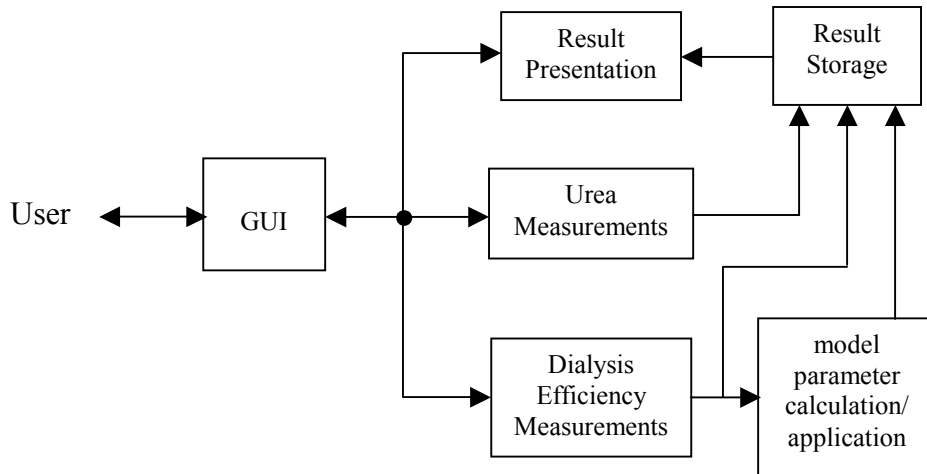 Result
Presentation
Result
Storage
User
GUI
Urea
Measurements
Dialysis
Efficiency
Measurements
model
parameter
calculation/
application